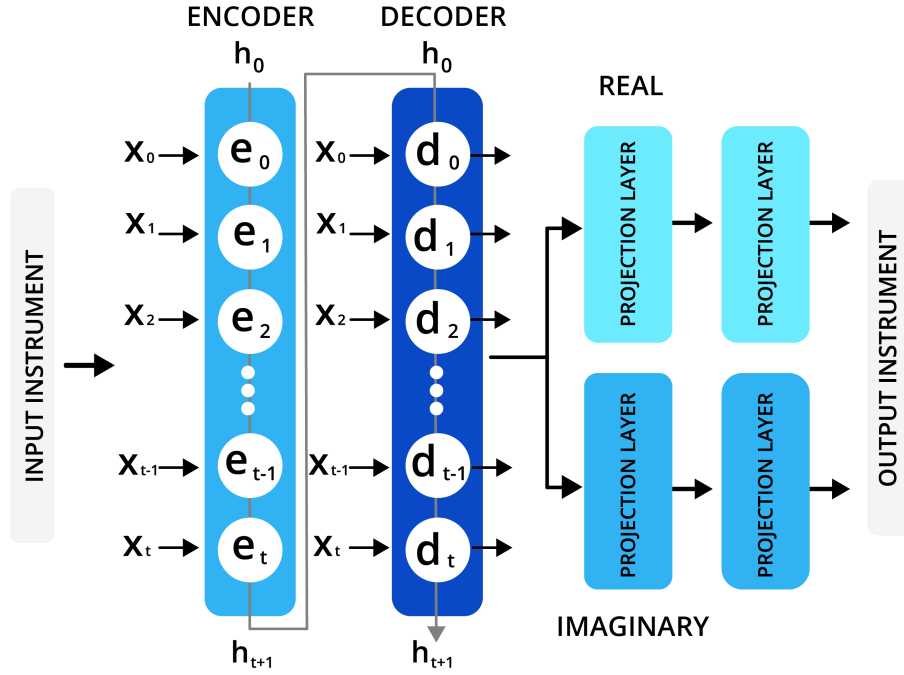 ENCODER
DECODER
h0
h0
REAL
X0
e0
X0
d0
X1
e1
X1
d1
X2
e2
X2
d2
Xt-1
et-1
Xt-1
dt-1
Xt
et
Xt
dt
ht+1
ht+1
INPUT INSTRUMENT
PROJECTION LAYER
PROJECTION LAYER
PROJECTION LAYER
PROJECTION LAYER
IMAGINARY
OUTPUT INSTRUMENT